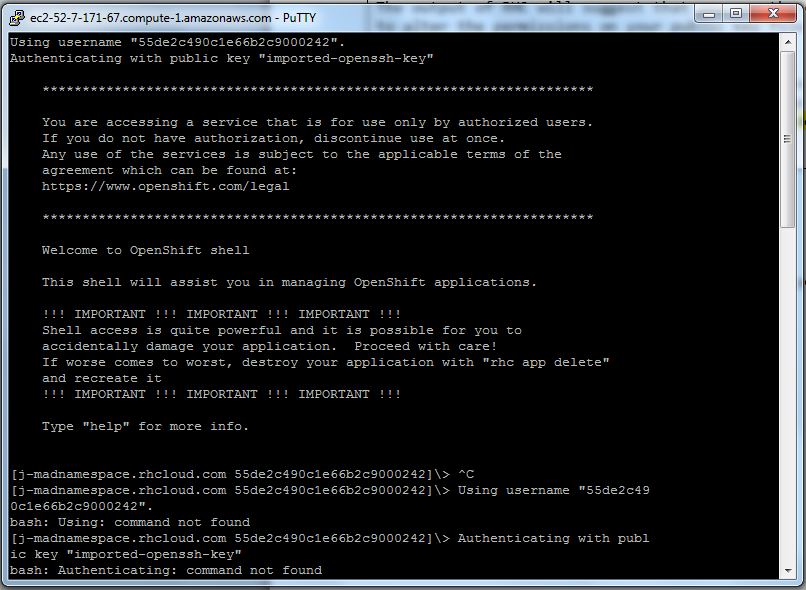 ec2-52-7-171-67.compute-1.amazonaws.com - PuTTY
Using username "55de2c490c1e66b2c9000242".
Authenticating with public key "imported-openssh-key"
*********************************************************************
You are accessing a service that is for use only by authorized users.
If you do not have authorization, discontinue use at once.
Any use of the services is subject to the applicable terms of the
agreement which can be found at:
https://www.openshift.com/legal
*********************************************************************
Welcome to OpenShift shell
This shell will assist you in managing OpenShift applications.
!!! IMPORTANT !!! IMPORTANT !!! IMPORTANT !!!
Shell access is quite powerful and it is possible for you to
accidentally damage your application.  Proceed with care!
If worse comes to worst, destroy your application with "rhc app delete"
and recreate it
!!! IMPORTANT !!! IMPORTANT !!! IMPORTANT !!!
Type "help" for more info.
[j-madnamespace.rhcloud.com 55de2c490c1e66b2c9000242]\> ^C
[j-madnamespace.rhcloud.com 55de2c490c1e66b2c9000242]\> Using username "55de2c49
0c1e66b2c9000242".
bash: Using: command not found
[j-madnamespace.rhcloud.com 55de2c490c1e66b2c9000242]\> Authenticating with publ
ic key "imported-openssh-key"
bash: Authenticating: command not found